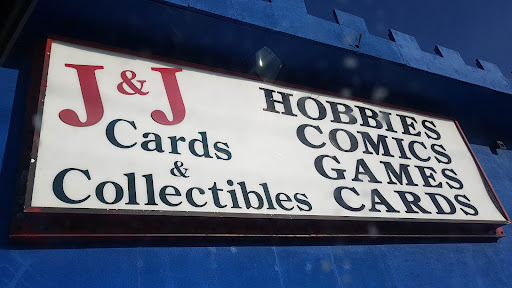 J & J
Cards
&
Collectibles
HOBBIES
COMICS
GAMES
CARDS